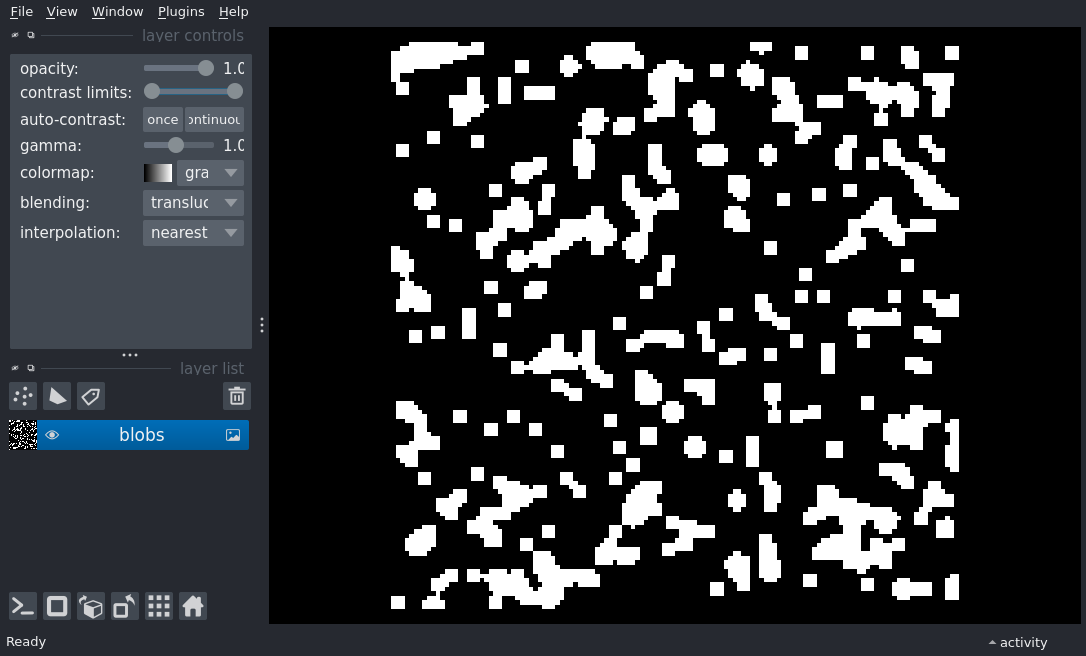 File View Window Plugins Help
layer controls
opacity: 1.0
contrast limits:
auto-contrast: once ontinuou
gamma: 1.0
colormap: gra
blending: transluc
interpolation: nearest
layer list
blobs
Ready
activity